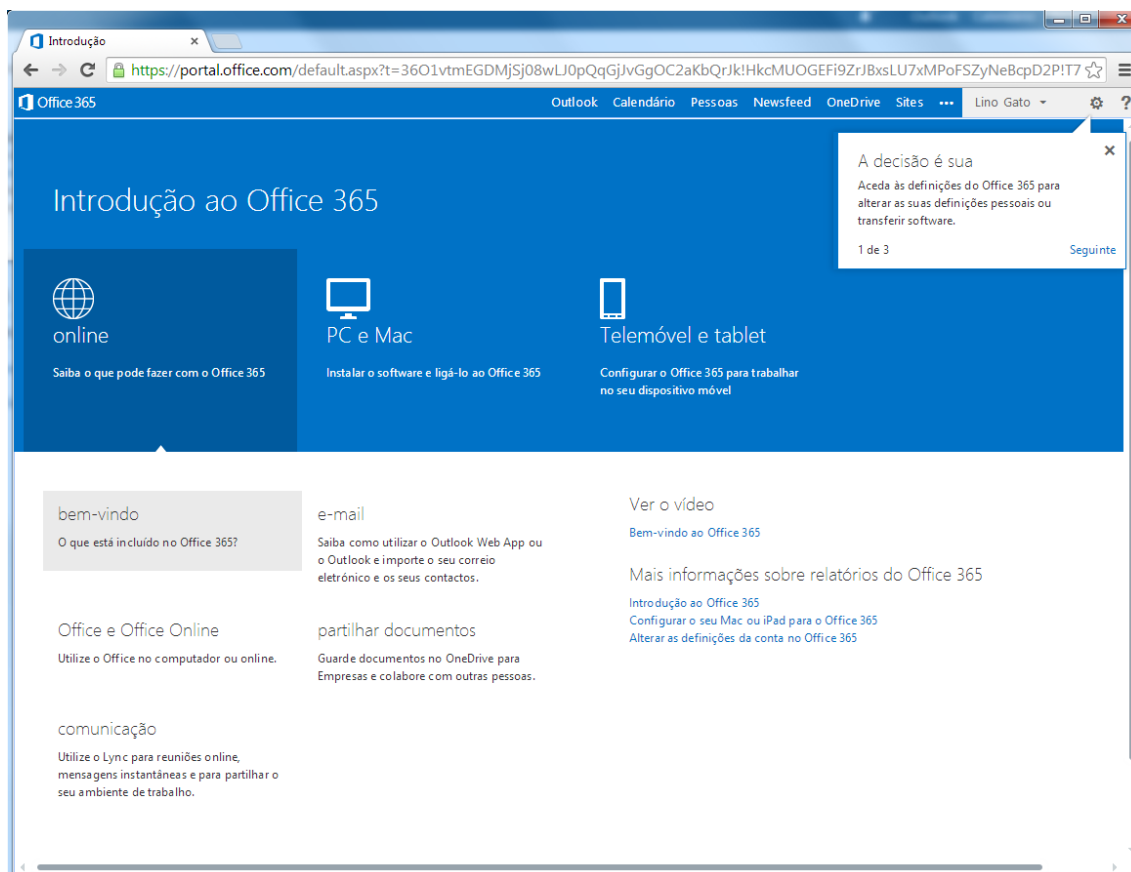 Introdução
https://portal.office.com/default.aspx?t=36O1vtmEGDMjSj08wLJ0pQqGjJvGgOC2aKbQrJk!HkcMUOGEFi9ZrJBxsLU7xMPoFSZyNeBcpD2P!T7
Office 365
Outlook Calendário Pessoas Newsfeed OneDrive Sites ••• Lino Gato ?
A decisão é sua
Aceda às definições do Office 365 para
alterar as suas definições pessoais ou
transferir software.
1 de 3 Seguinte
Introdução ao Office 365
online
Saiba o que pode fazer com o Office 365
PC e Mac
Instalar o software e ligá-lo ao Office 365
Telemóvel e tablet
Configurar o Office 365 para trabalhar
no seu dispositivo móvel
bem-vindo
O que está incluído no Office 365?
e-mail
Saiba como utilizar o Outlook Web App ou
o Outlook e importe o seu correio
eletrónico e os seus contactos.
Office e Office Online
Utilize o Office no computador ou online.
partilhar documentos
Guarde documentos no OneDrive para
Empresas e colabore com outras pessoas.
comunicação
Utilize o Lync para reuniões online,
mensagens instantâneas e para partilhar o
seu ambiente de trabalho.
Ver o vídeo
Bem-vindo ao Office 365
Mais informações sobre relatórios do Office 365
Introdução ao Office 365
Configurar o seu Mac ou iPad para o Office 365
Alterar as definições da conta no Office 365